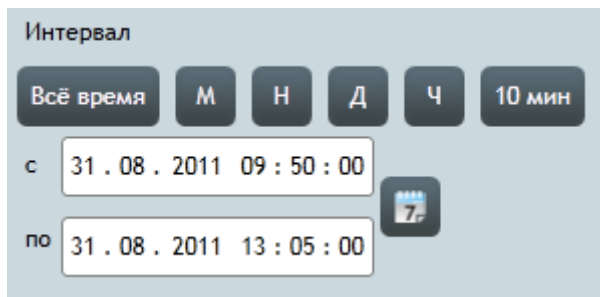 Интервал
Всё время М Н Д Ч 10 мин
с 31 . 08 . 2011 09 : 50 : 00
7
по 31 . 08 . 2011 13 : 05 : 00